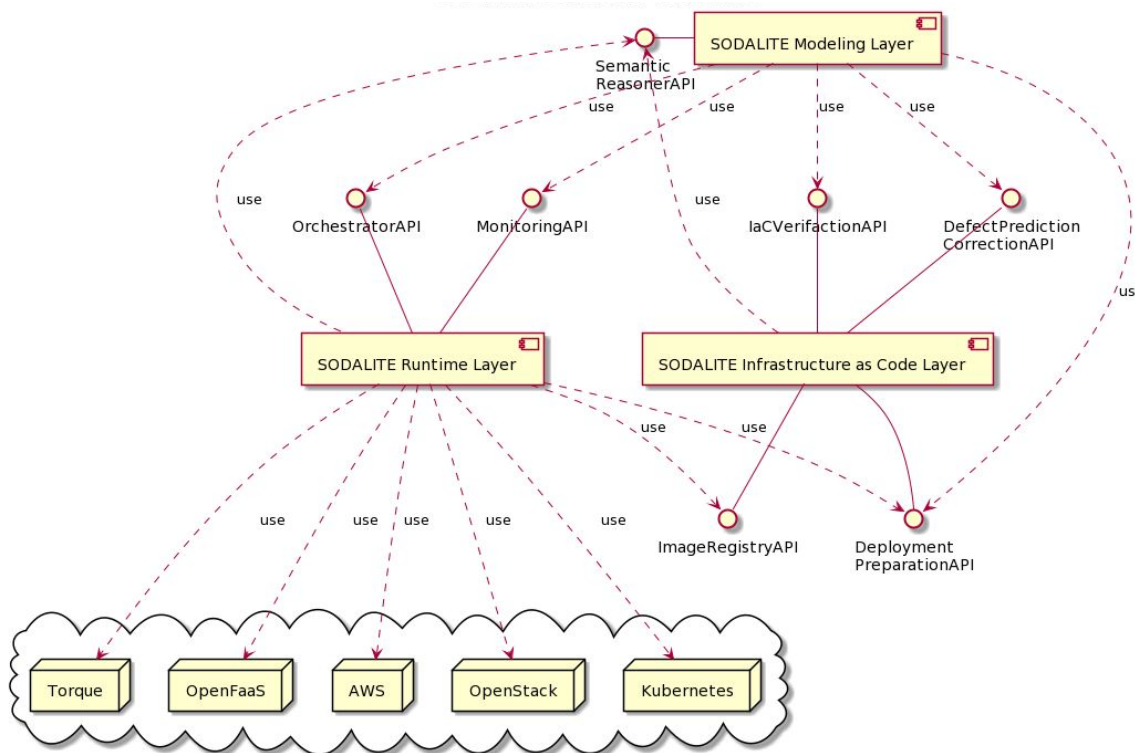 SODALITE Modeling Layer
Semantic
ReasonerAPI
use
use
use
use
use
use
OrchestratorAPI
MonitoringAPI
IaCVerifactionAPI
DefectPrediction
CorrectionAPI
us
SODALITE Runtime Layer
SODALITE Infrastructure as Code Layer
use
use
use
use
use
use
use
ImageRegistryAPI
Deployment
PreparationAPI
Torque
OpenFaaS
AWS
OpenStack
Kubernetes